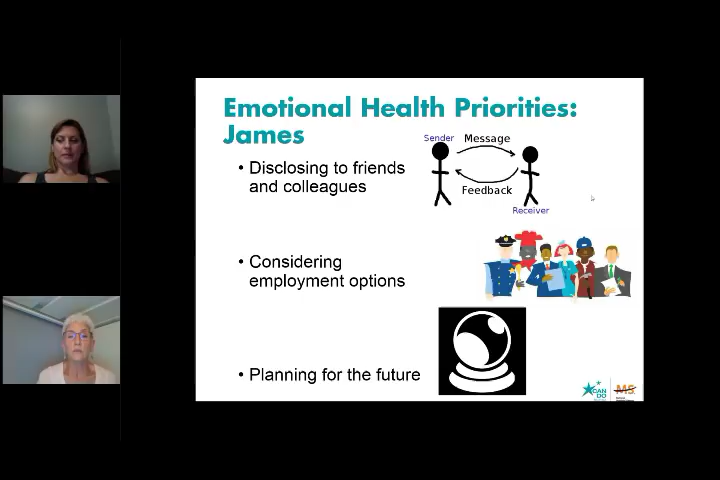 Emotional Health Priorities:
James
Sender
Message
• Disclosing to friends
and colleagues
Feedback
Receiver
• Considering
employment options
• Planning for the future
CAN
DO
MS